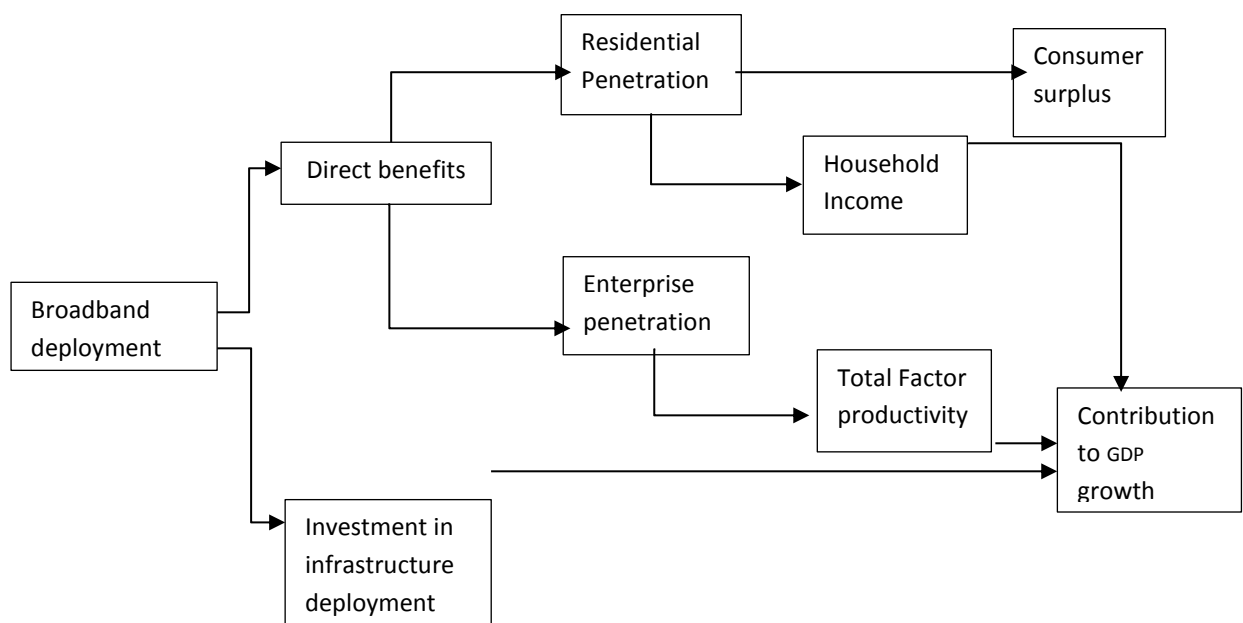 Residential
Penetration
Consumer
surplus
Direct benefits
Household
Income
Broadband
deployment
Enterprise
penetration
Total Factor
productivity
Contribution
to GDP
growth
Investment in
infrastructure
deployment